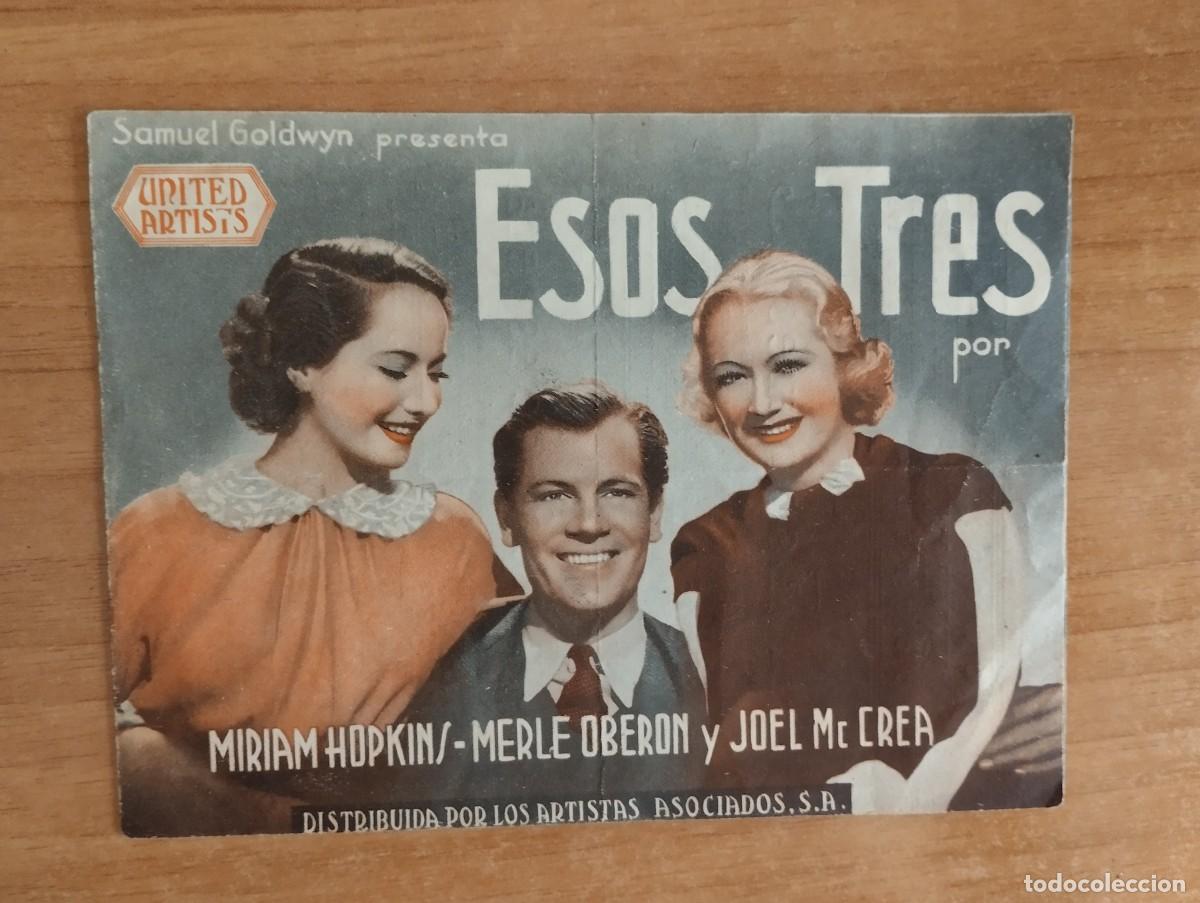 Samuel Goldwyn presenta
UNITED
ARTISTS
Esos Tres
por
MIRIAM HOPKINS - MERLE OBERON y JOEL Mc CREA
DISTRIBUIDA POR LOS ARTISTAS ASOCIADOS, S.A.
todocoleccion